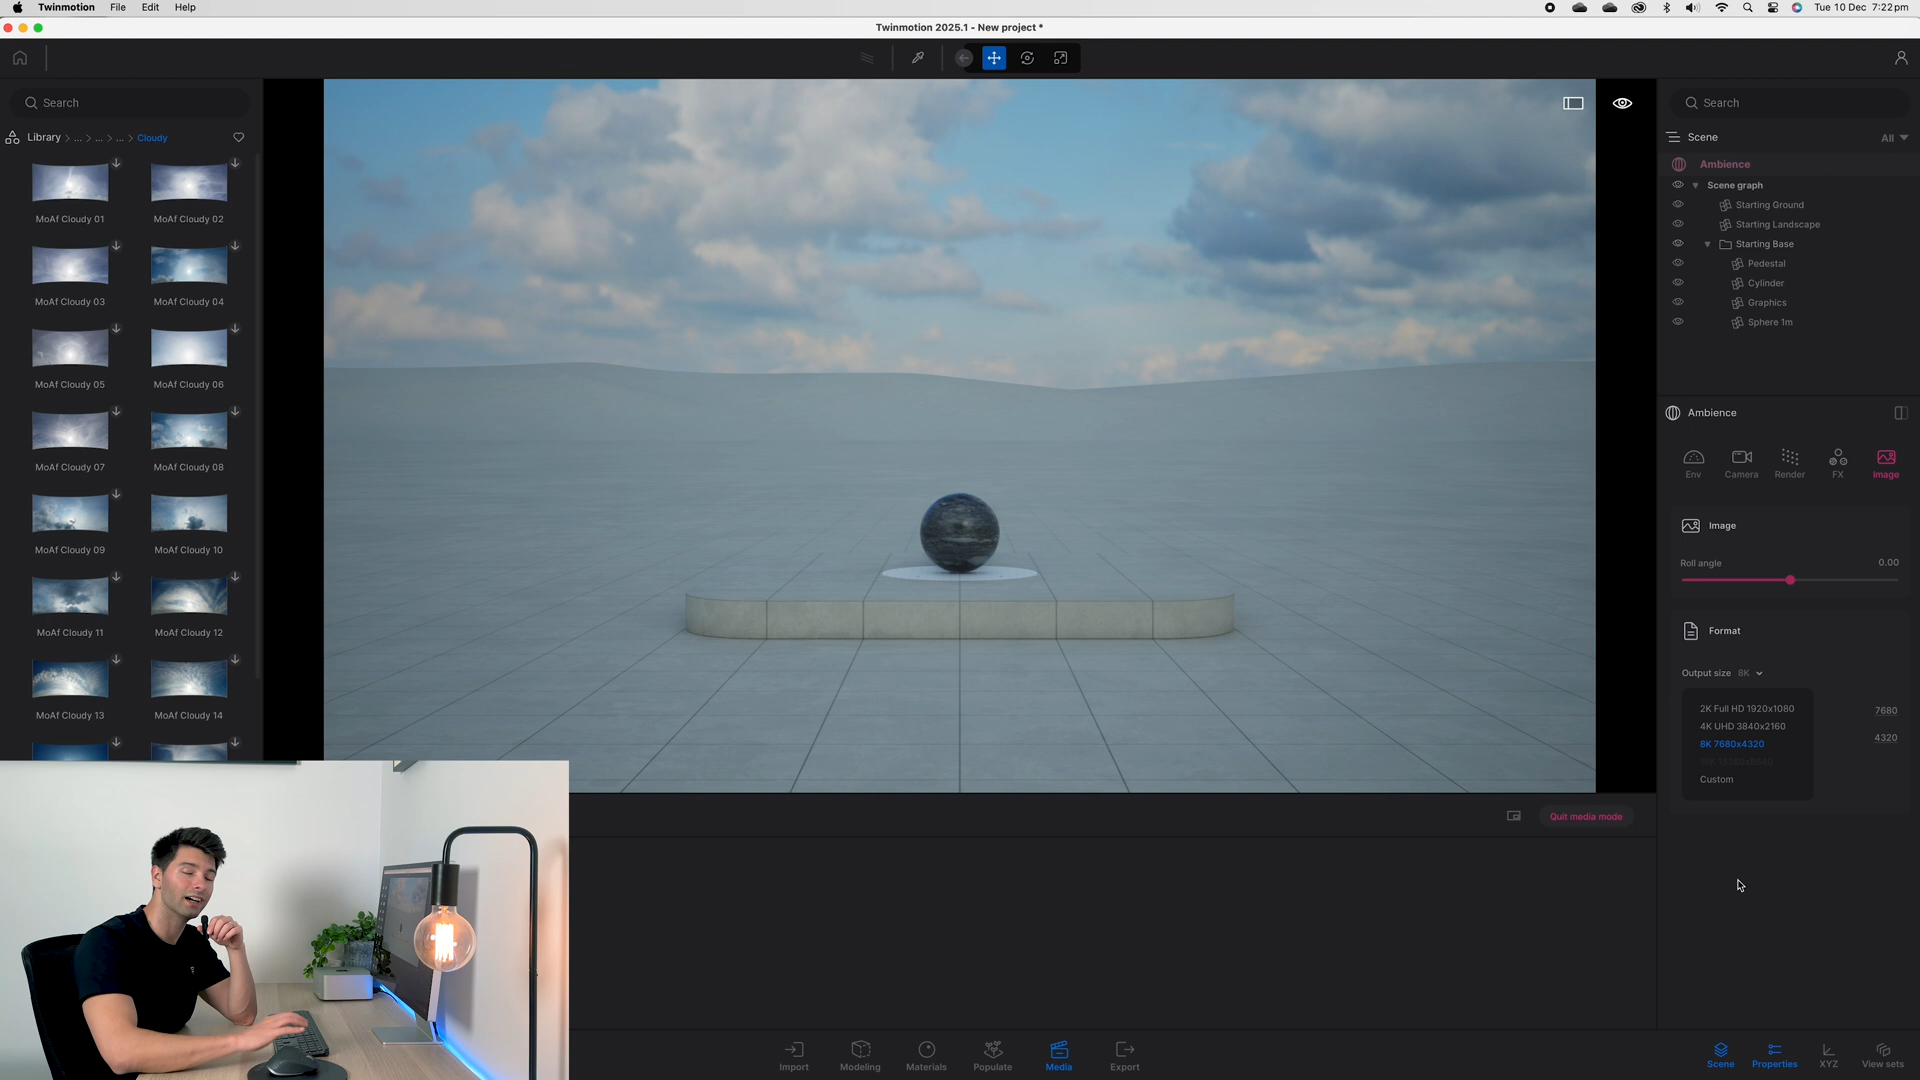 Twinmotion File Edit Help
Tue 10 Dec 7:22 pm
Twinmotion 2025.1 - New project *
Search
Library > ... > ... > ... > Cloudy
MoAf Cloudy 01
MoAf Cloudy 02
MoAf Cloudy 03
MoAf Cloudy 04
MoAf Cloudy 05
MoAf Cloudy 06
MoAf Cloudy 07
MoAf Cloudy 08
MoAf Cloudy 09
MoAf Cloudy 10
MoAf Cloudy 11
MoAf Cloudy 12
MoAf Cloudy 13
MoAf Cloudy 14
Search
Scene
All
Ambience
Scene graph
Starting Ground
Starting Landscape
Starting Base
Pedestal
Cylinder
Graphics
Sphere 1m
Ambience
Env
Camera
Render
FX
Image
Image
Roll angle
0.00
Format
Output size 8K
2K Full HD 1920x1080
7680
4K UHD 3840x2160
8K 7680x4320
4320
Custom
Quit media mode
Import
Modeling
Materials
Populate
Media
Export
Scene
Properties
XYZ
View sets